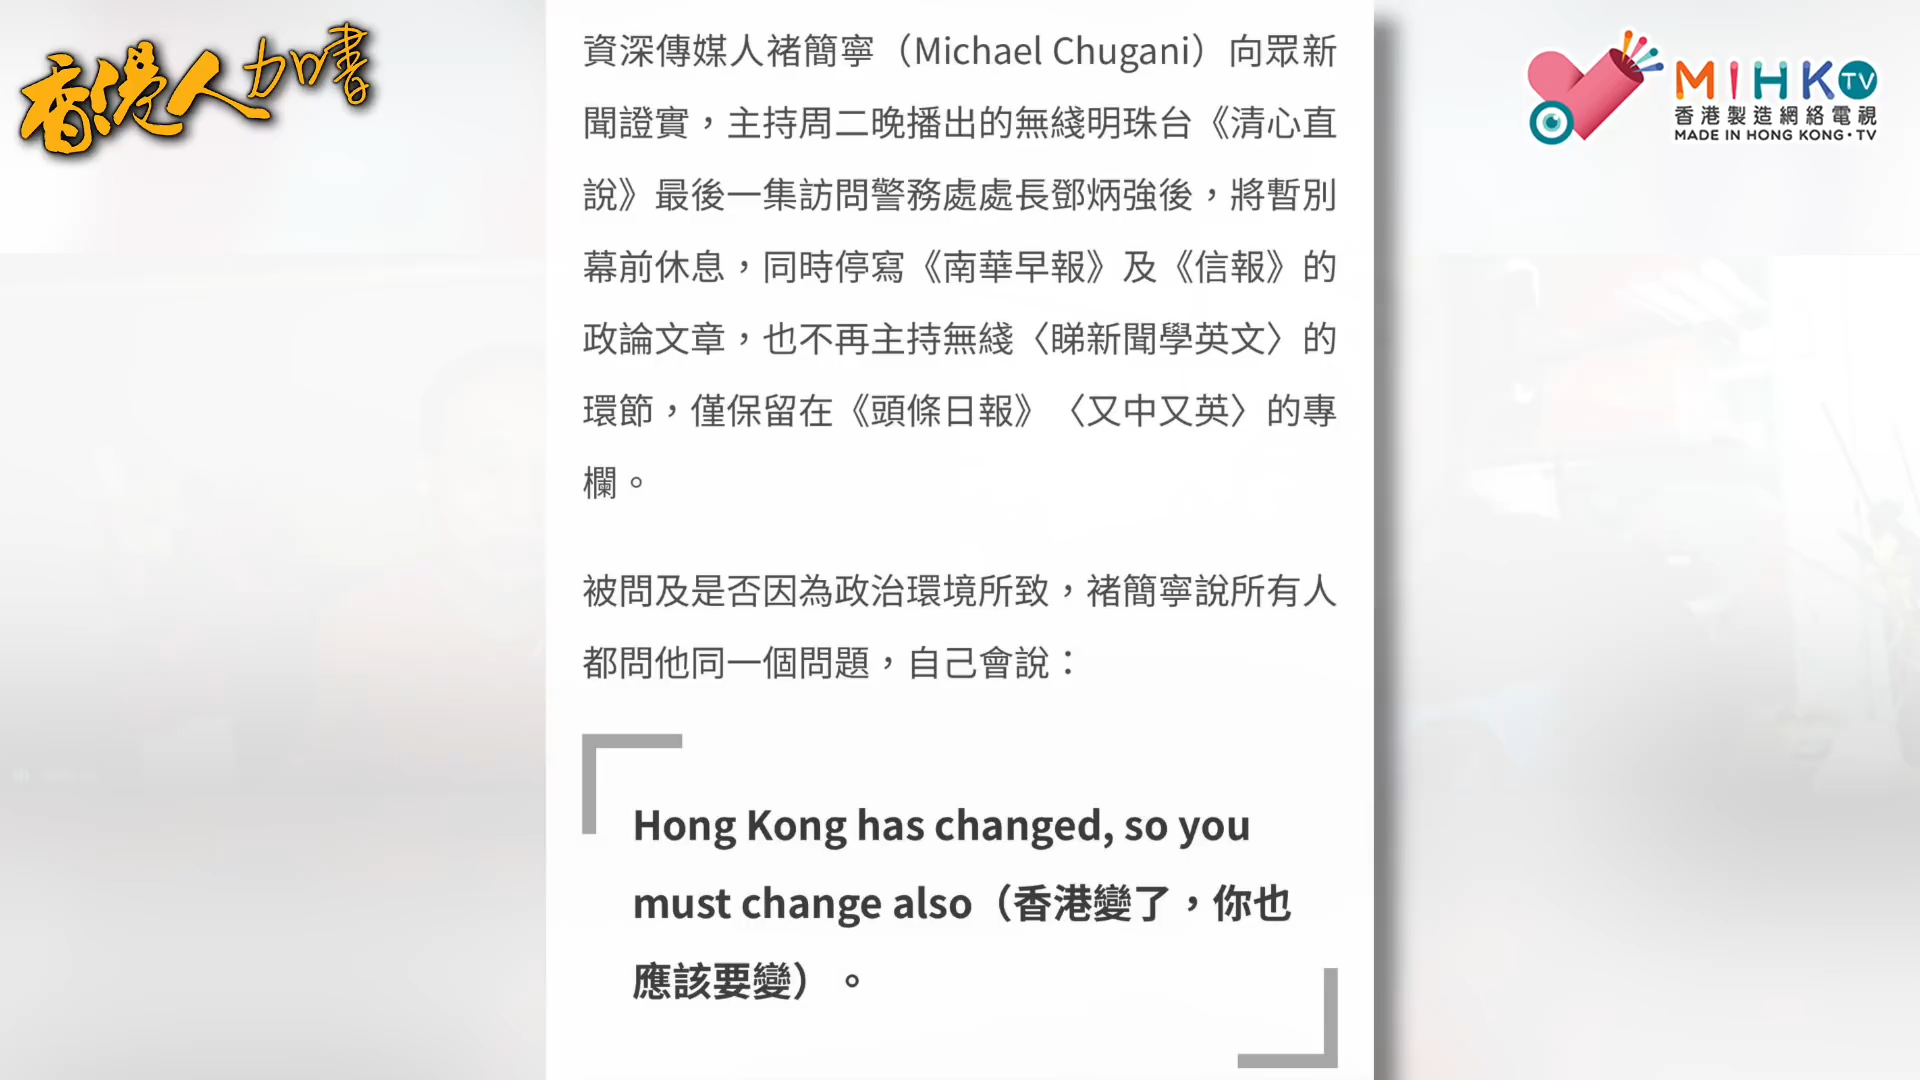 香港人加書
MIHK TV
香港製造網絡電視
MADE IN HONG KONG·TV
資深傳媒人褚簡寧（Michael Chugani）向眾新
聞證實，主持周二晚播出的無綫明珠台《清心直
說》最後一集訪問警務處處長鄧炳強後，將暫別
幕前休息，同時停寫《南華早報》及《信報》的
政論文章，也不再主持無綫〈睇新聞學英文〉的
環節，僅保留在《頭條日報》〈又中又英〉的專
欄。
被問及是否因為政治環境所致，褚簡寧說所有人
都問他同一個問題，自己會說：
Hong Kong has changed, so you
must change also（香港變了，你也
應該要變）。